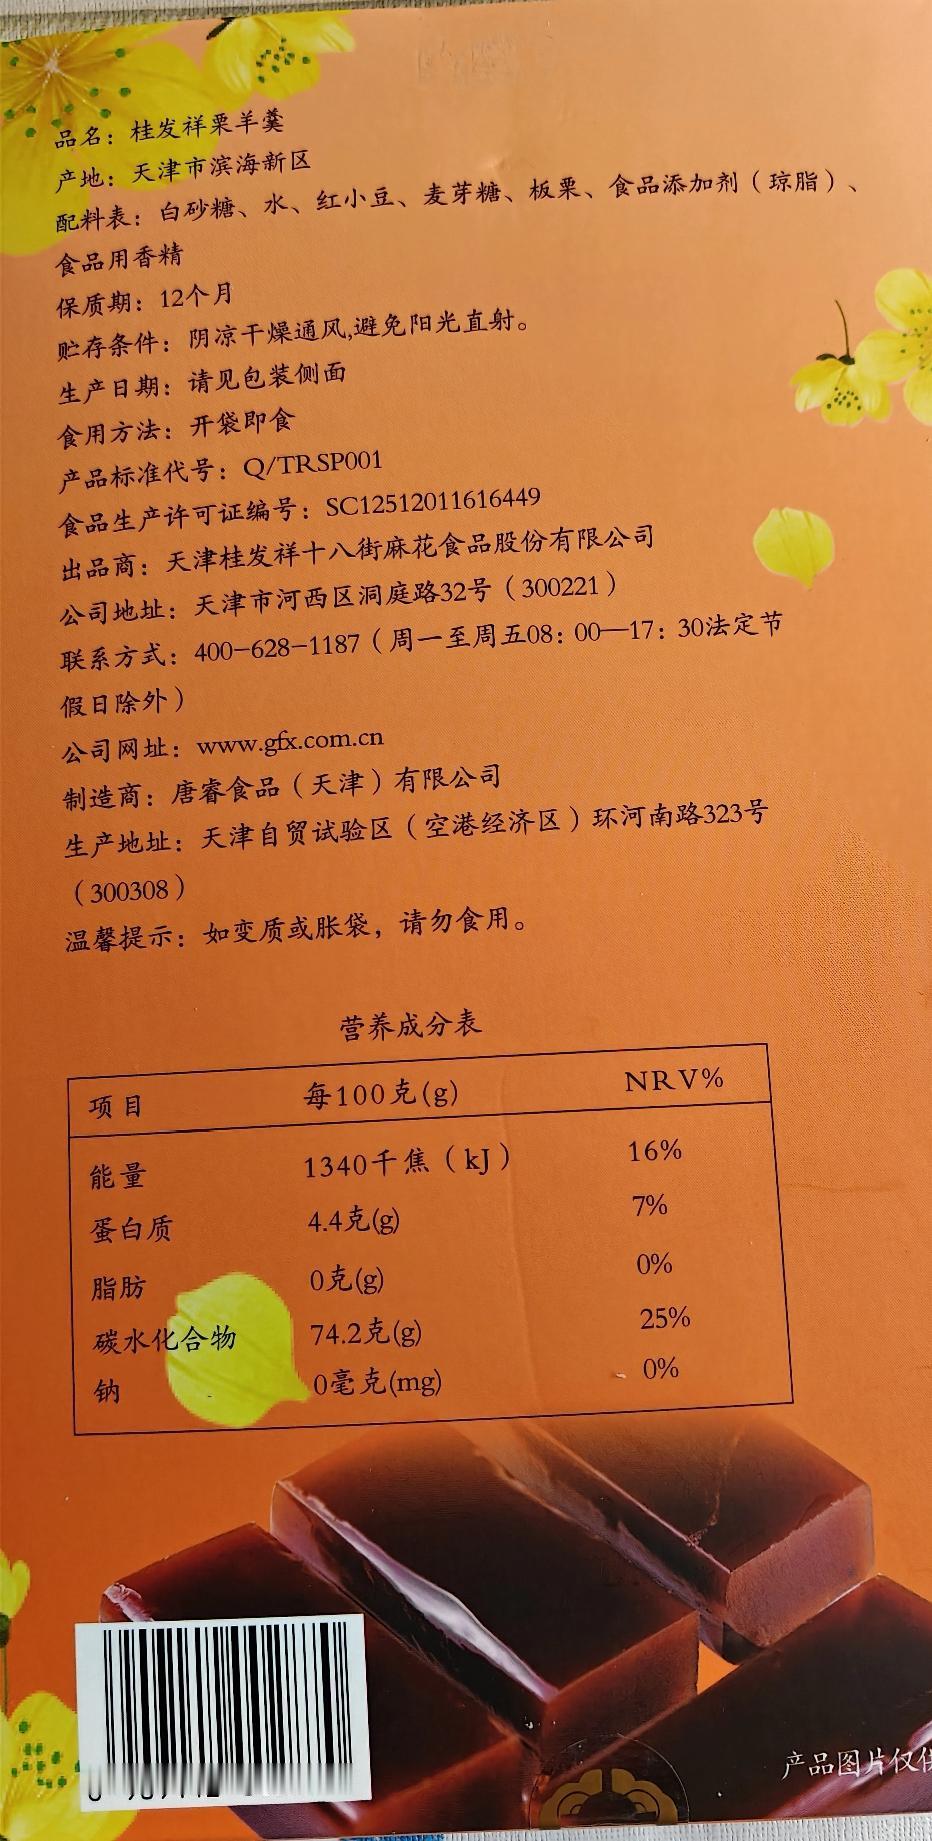 品名：桂发祥栗羊羹
产地：天津市滨海新区
配料表：白砂糖、水、红小豆、麦芽糖、板栗、食品添加剂（琼脂）、
食品用香精
保质期：12个月
贮存条件：阴凉干燥通风,避免阳光直射。
生产日期：请见包装侧面
食用方法：开袋即食
产品标准代号：Q/TRSP001
食品生产许可证编号：SC12512011616449
出品商：天津桂发祥十八街麻花食品股份有限公司
公司地址：天津市河西区洞庭路32号（300221）
联系方式：400-628-1187（周一至周五08：00—17：30法定节
假日除外）
公司网址：www.gfx.com.cn
制造商：唐睿食品（天津）有限公司
生产地址：天津自贸试验区（空港经济区）环河南路323号
（300308）
温馨提示：如变质或胀袋，请勿食用。
营养成分表
项目 每100克(g) NRV%
能量 1340千焦（kJ） 16%
蛋白质 4.4克(g) 7%
脂肪 0克(g) 0%
碳水化合物 74.2克(g) 25%
钠 0毫克(mg) 0%
产品图片仅供